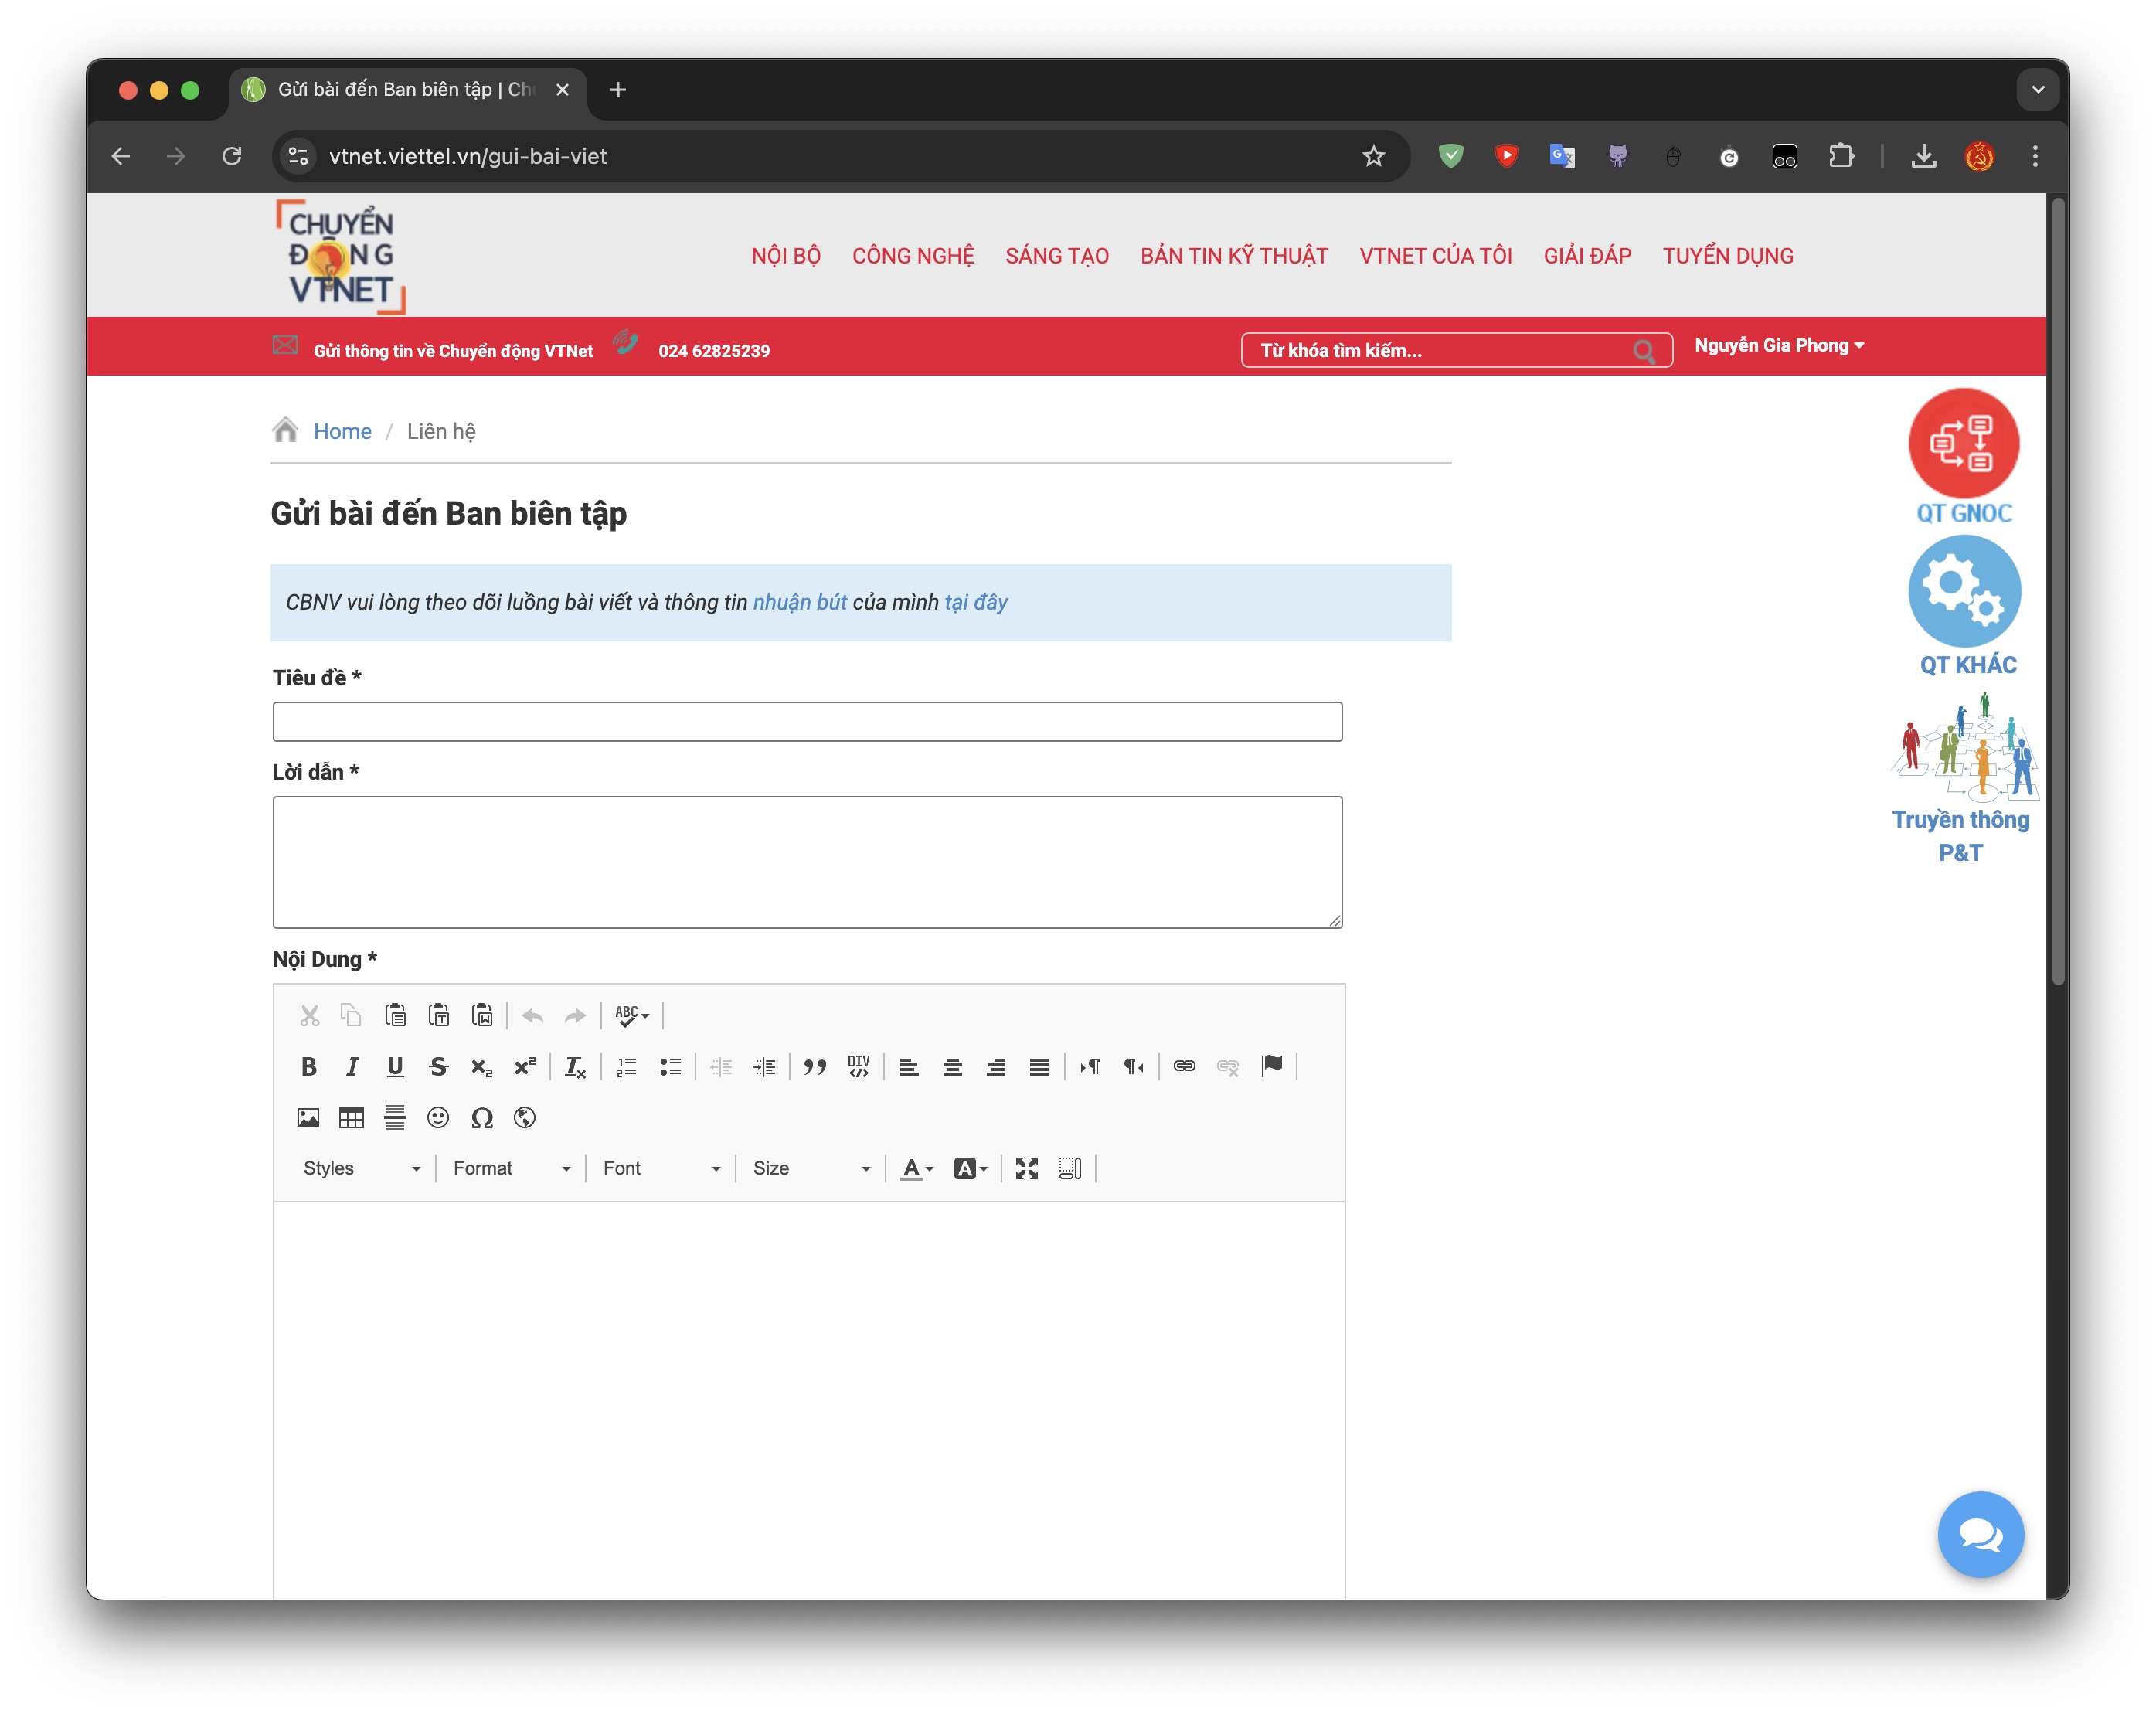 Gửi bài đến Ban biên tập | Ch
vtnet.viettel.vn/gui-bai-viet
CHUYỂN
ĐỘNG
VTNET
NỘI BỘ CÔNG NGHỆ SÁNG TẠO BẢN TIN KỸ THUẬT VTNET CỦA TÔI GIẢI ĐÁP TUYỂN DỤNG
Gửi thông tin về Chuyển động VTNet 024 62825239 Từ khóa tìm kiếm... Nguyễn Gia Phong
Home / Liên hệ
QT GNOC
Gửi bài đến Ban biên tập
CBNV vui lòng theo dõi luồng bài viết và thông tin nhuận bút của mình tại đây
QT KHÁC
Tiêu đề *
Lời dẫn *
Truyền thông
P&T
Nội Dung *
ABC
B I U S x₂ x² Tx DIV
Styles Format Font Size A A